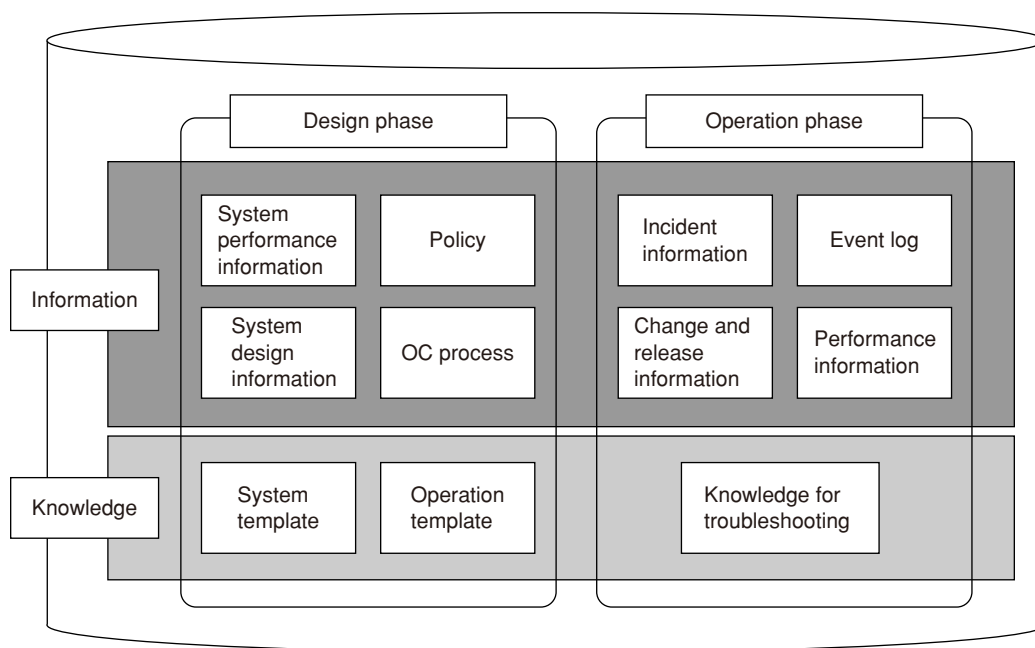 Design phase
Operation phase
System
performance
information
Policy
Incident
information
Event log
Information
System
design
information
OC process
Change and
release
information
Performance
information
Knowledge
System
template
Operation
template
Knowledge for
troubleshooting